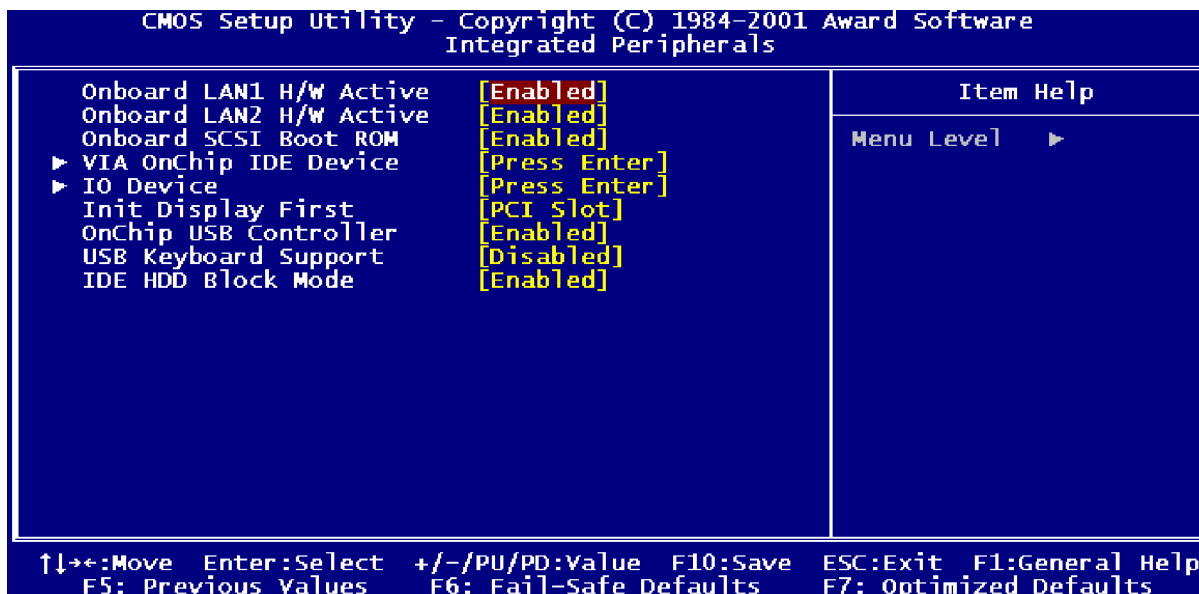 CMOS Setup Utility – Copyright (C) 1984–2001 Award Software
Integrated Peripherals
Onboard LAN1 H/W Active [Enabled]
Onboard LAN2 H/W Active [Enabled]
Onboard SCSI Boot ROM [Enabled]
► VIA OnChip IDE Device [Press Enter]
► IO Device [Press Enter]
Init Display First [PCI Slot]
OnChip USB Controller [Enabled]
USB Keyboard Support [Disabled]
IDE HDD Block Mode [Enabled]
Item Help
Menu Level ►
↑↓→←:Move Enter:Select +/-/PU/PD:Value F10:Save ESC:Exit F1:General Help
F5: Previous Values F6: Fail-Safe Defaults F7: Optimized Defaults